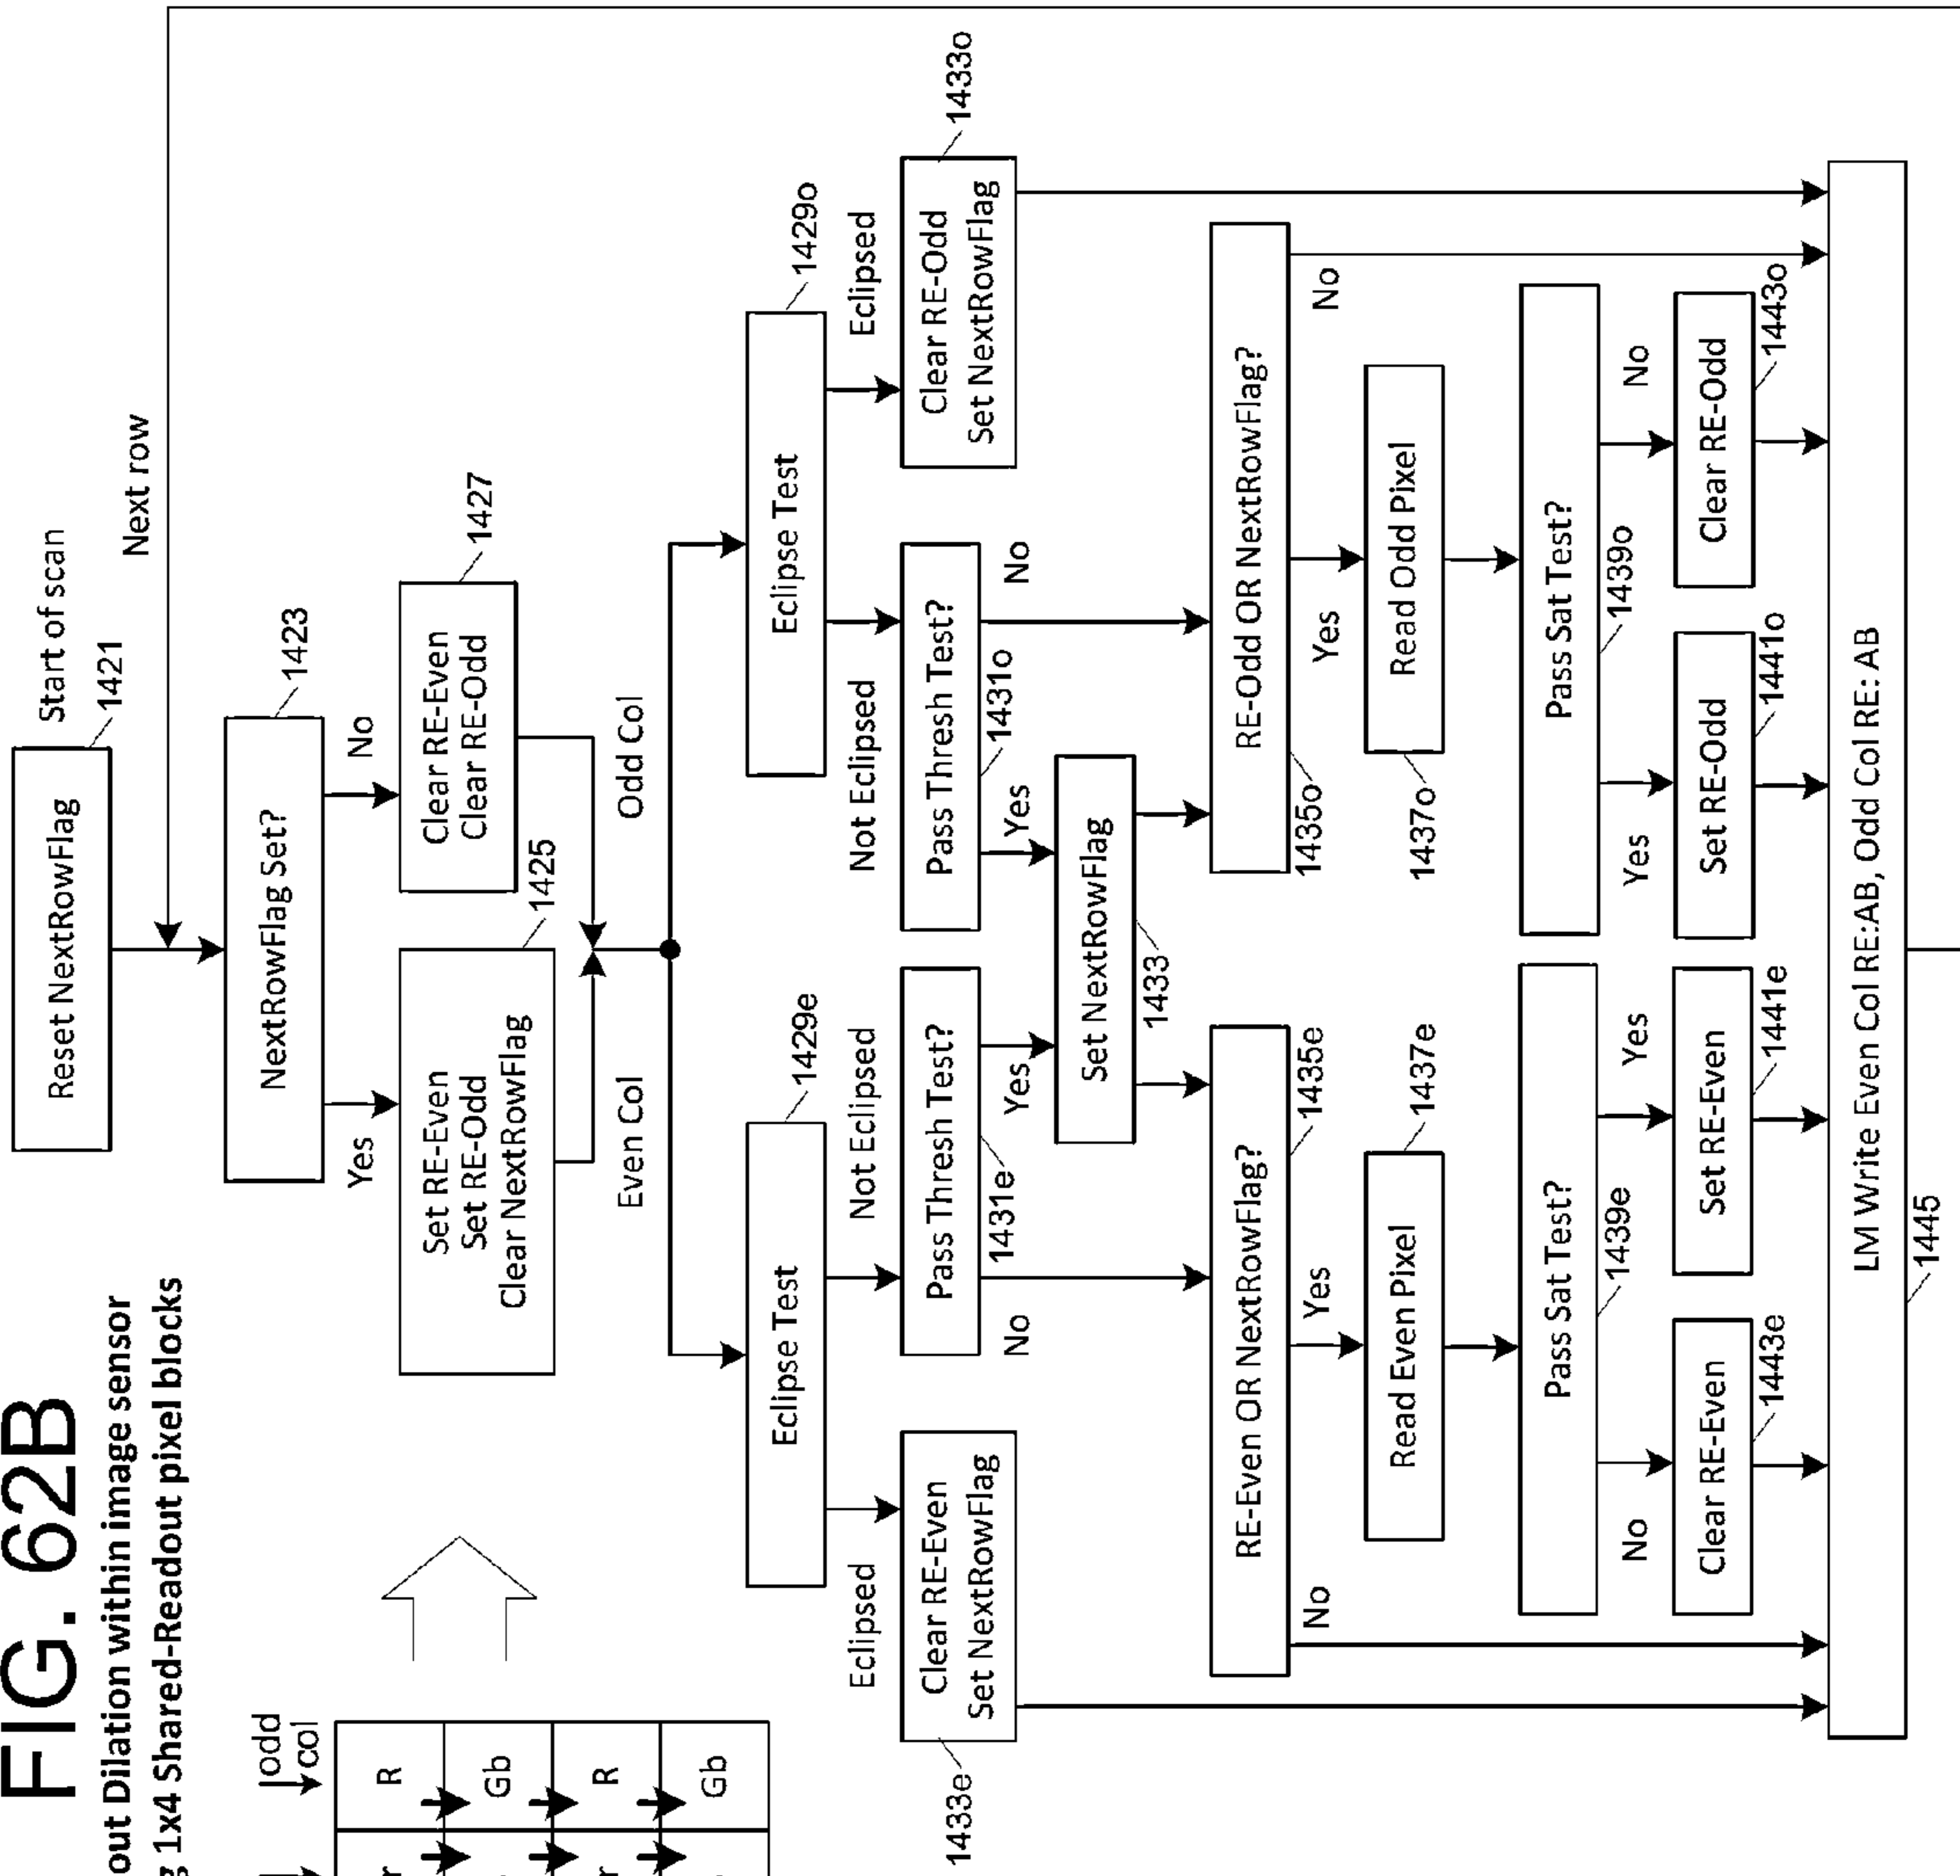 FIG. 62B
out Dilation within image sensor
1x4 Shared-Readout pixel blocks
odd
col
R
Gb
R
Gb
Start of scan
1421
Reset NextRowFlag
Next row
1423
NextRowFlag Set?
Yes
No
Set RE-Even
Set RE-Odd
Clear NextRowFlag
1425
Clear RE-Even
Clear RE-Odd
1427
Even Col
Odd Col
Eclipse Test
1429e
Eclipse Test
1429o
Eclipsed
Not Eclipsed
Not Eclipsed
Eclipsed
1433e
Clear RE-Even
Set NextRowFlag
Pass Thresh Test?
1431e
Pass Thresh Test?
1431o
Clear RE-Odd
Set NextRowFlag
1433o
No
Yes
Yes
No
Set NextRowFlag
1433
RE-Even OR NextRowFlag?
1435e
RE-Odd OR NextRowFlag?
1435o
No
Yes
Yes
No
Read Even Pixel
1437e
Read Odd Pixel
1437o
Pass Sat Test?
1439e
Pass Sat Test?
1439o
No
Yes
Yes
No
Clear RE-Even
1443e
Set RE-Even
1441e
Set RE-Odd
1441o
Clear RE-Odd
1443o
LM Write Even Col RE:AB, Odd Col RE: AB
1445